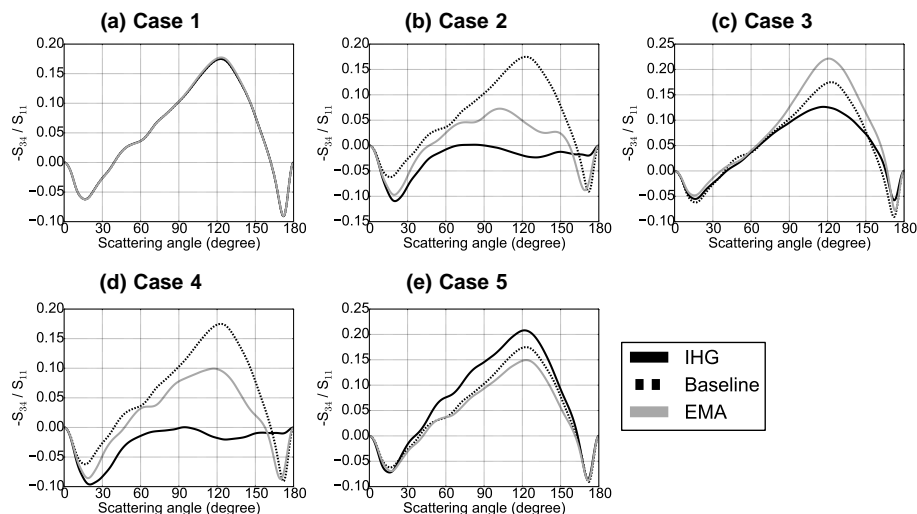 (a) Case 1
(b) Case 2
(c) Case 3
-S34 / S11
0.20
0.15
0.10
0.05
0.00
−0.05
−0.10
0 30 60 90 120 150 180
Scattering angle (degree)
-S34 / S11
0.20
0.15
0.10
0.05
0.00
−0.05
−0.10
−0.15
0 30 60 90 120 150 180
Scattering angle (degree)
-S34 / S11
0.25
0.20
0.15
0.10
0.05
0.00
−0.05
−0.10
0 30 60 90 120 150 180
Scattering angle (degree)
(d) Case 4
(e) Case 5
-S34 / S11
0.20
0.15
0.10
0.05
0.00
−0.05
−0.10
0 30 60 90 120 150 180
Scattering angle (degree)
-S34 / S11
0.25
0.20
0.15
0.10
0.05
0.00
−0.05
−0.10
0 30 60 90 120 150 180
Scattering angle (degree)
IHG
Baseline
EMA